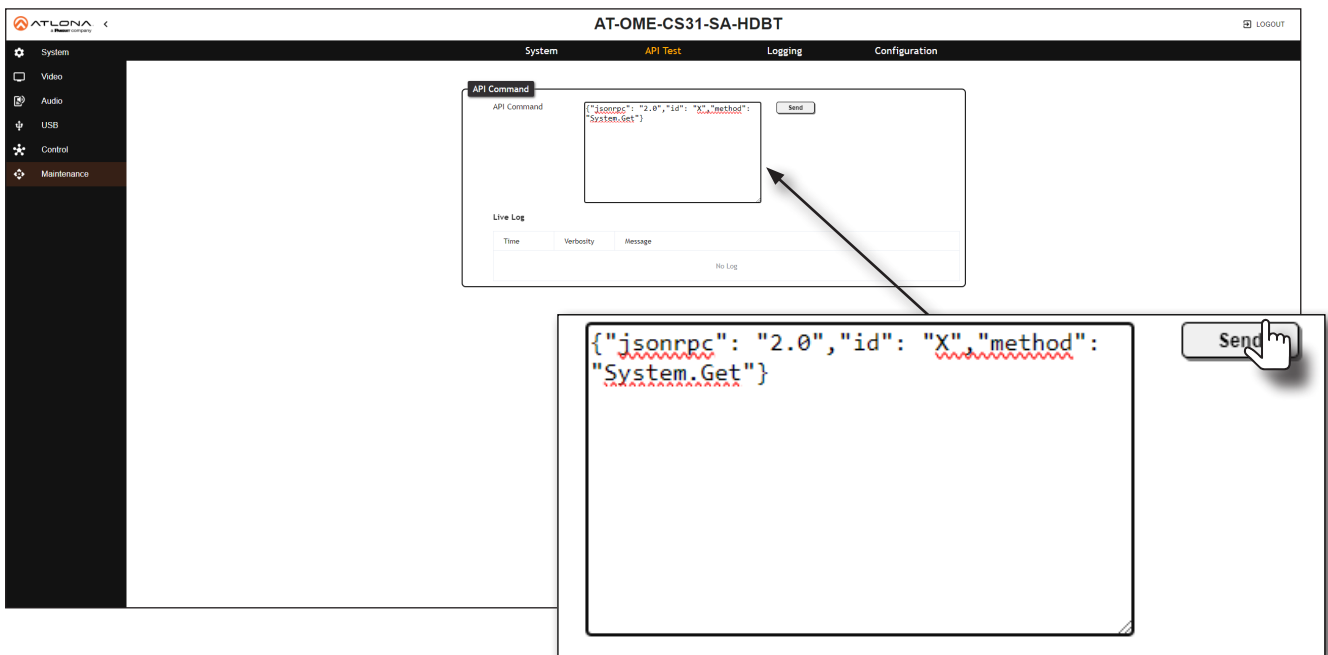 ATLONA
a Panduit company
AT-OME-CS31-SA-HDBT
LOGOUT
System
Video
Audio
USB
Control
Maintenance
System API Test Logging Configuration
API Command
API Command
{"jsonrpc": "2.0","id": "X","method":
"System.Get"}
Send
Live Log
Time Verbosity Message
No Log
{"jsonrpc": "2.0","id": "X","method":
"System.Get"}
Send